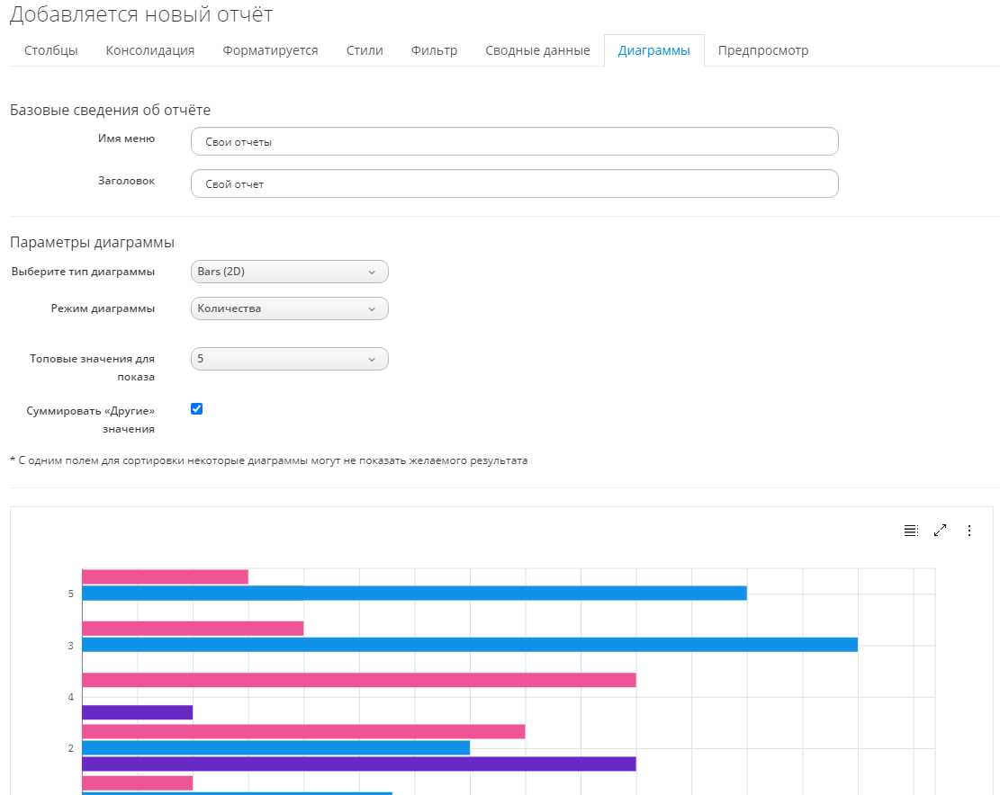 Добавляется новый отчёт
Столбцы Консолидация Форматируется Стили Фильтр Сводные данные Диаграммы Предпросмотр
Базовые сведения об отчёте
Имя меню Свои отчеты
Заголовок Свой отчет
Параметры диаграммы
Выберите тип диаграммы Bars (2D)
Режим диаграммы Количества
Топовые значения для 5
показа
Суммировать «Другие»
значения
* С одним полем для сортировки некоторые диаграммы могут не показать желаемого результата
5
3
4
2